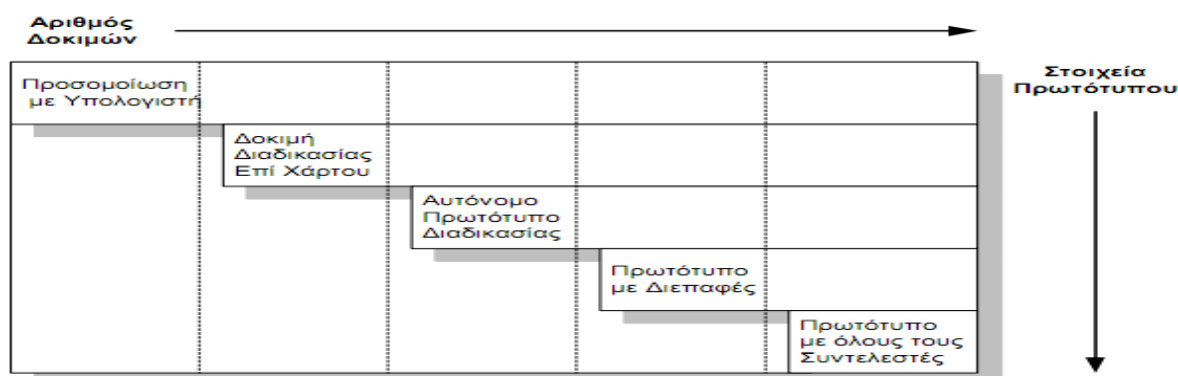 Αριθμός
Δοκιμών
Στοιχεία
Πρωτότυπου
Προσομοίωση
με Υπολογιστή
Δοκιμή
Διαδικασίας
Επί Χάρτου
Αυτόνομο
Πρωτότυπο
Διαδικασίας
Πρωτότυπο
με Διεπαφές
Πρωτότυπο
με όλους τους
Συντελεστές